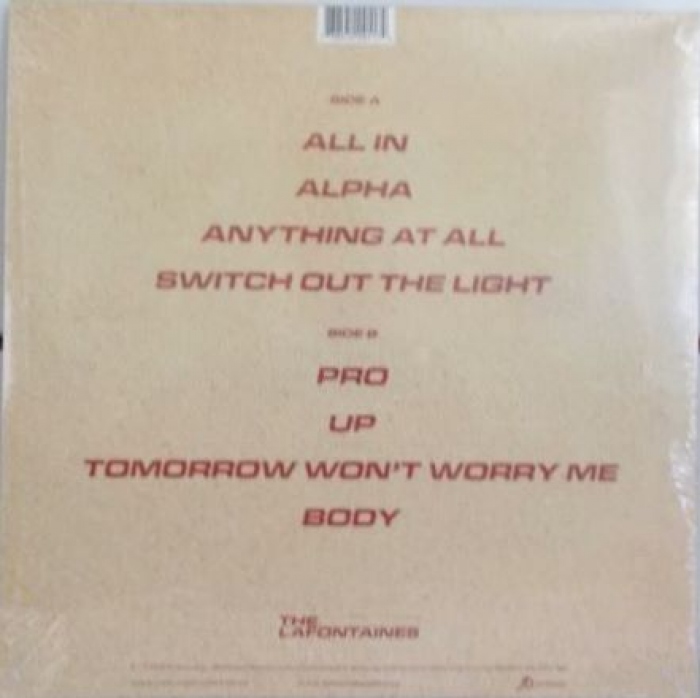 SIDE A
ALL IN
ALPHA
ANYTHING AT ALL
SWITCH OUT THE LIGHT
SIDE B
PRO
UP
TOMORROW WON'T WORRY ME
BODY
THE
LAFONTAINES